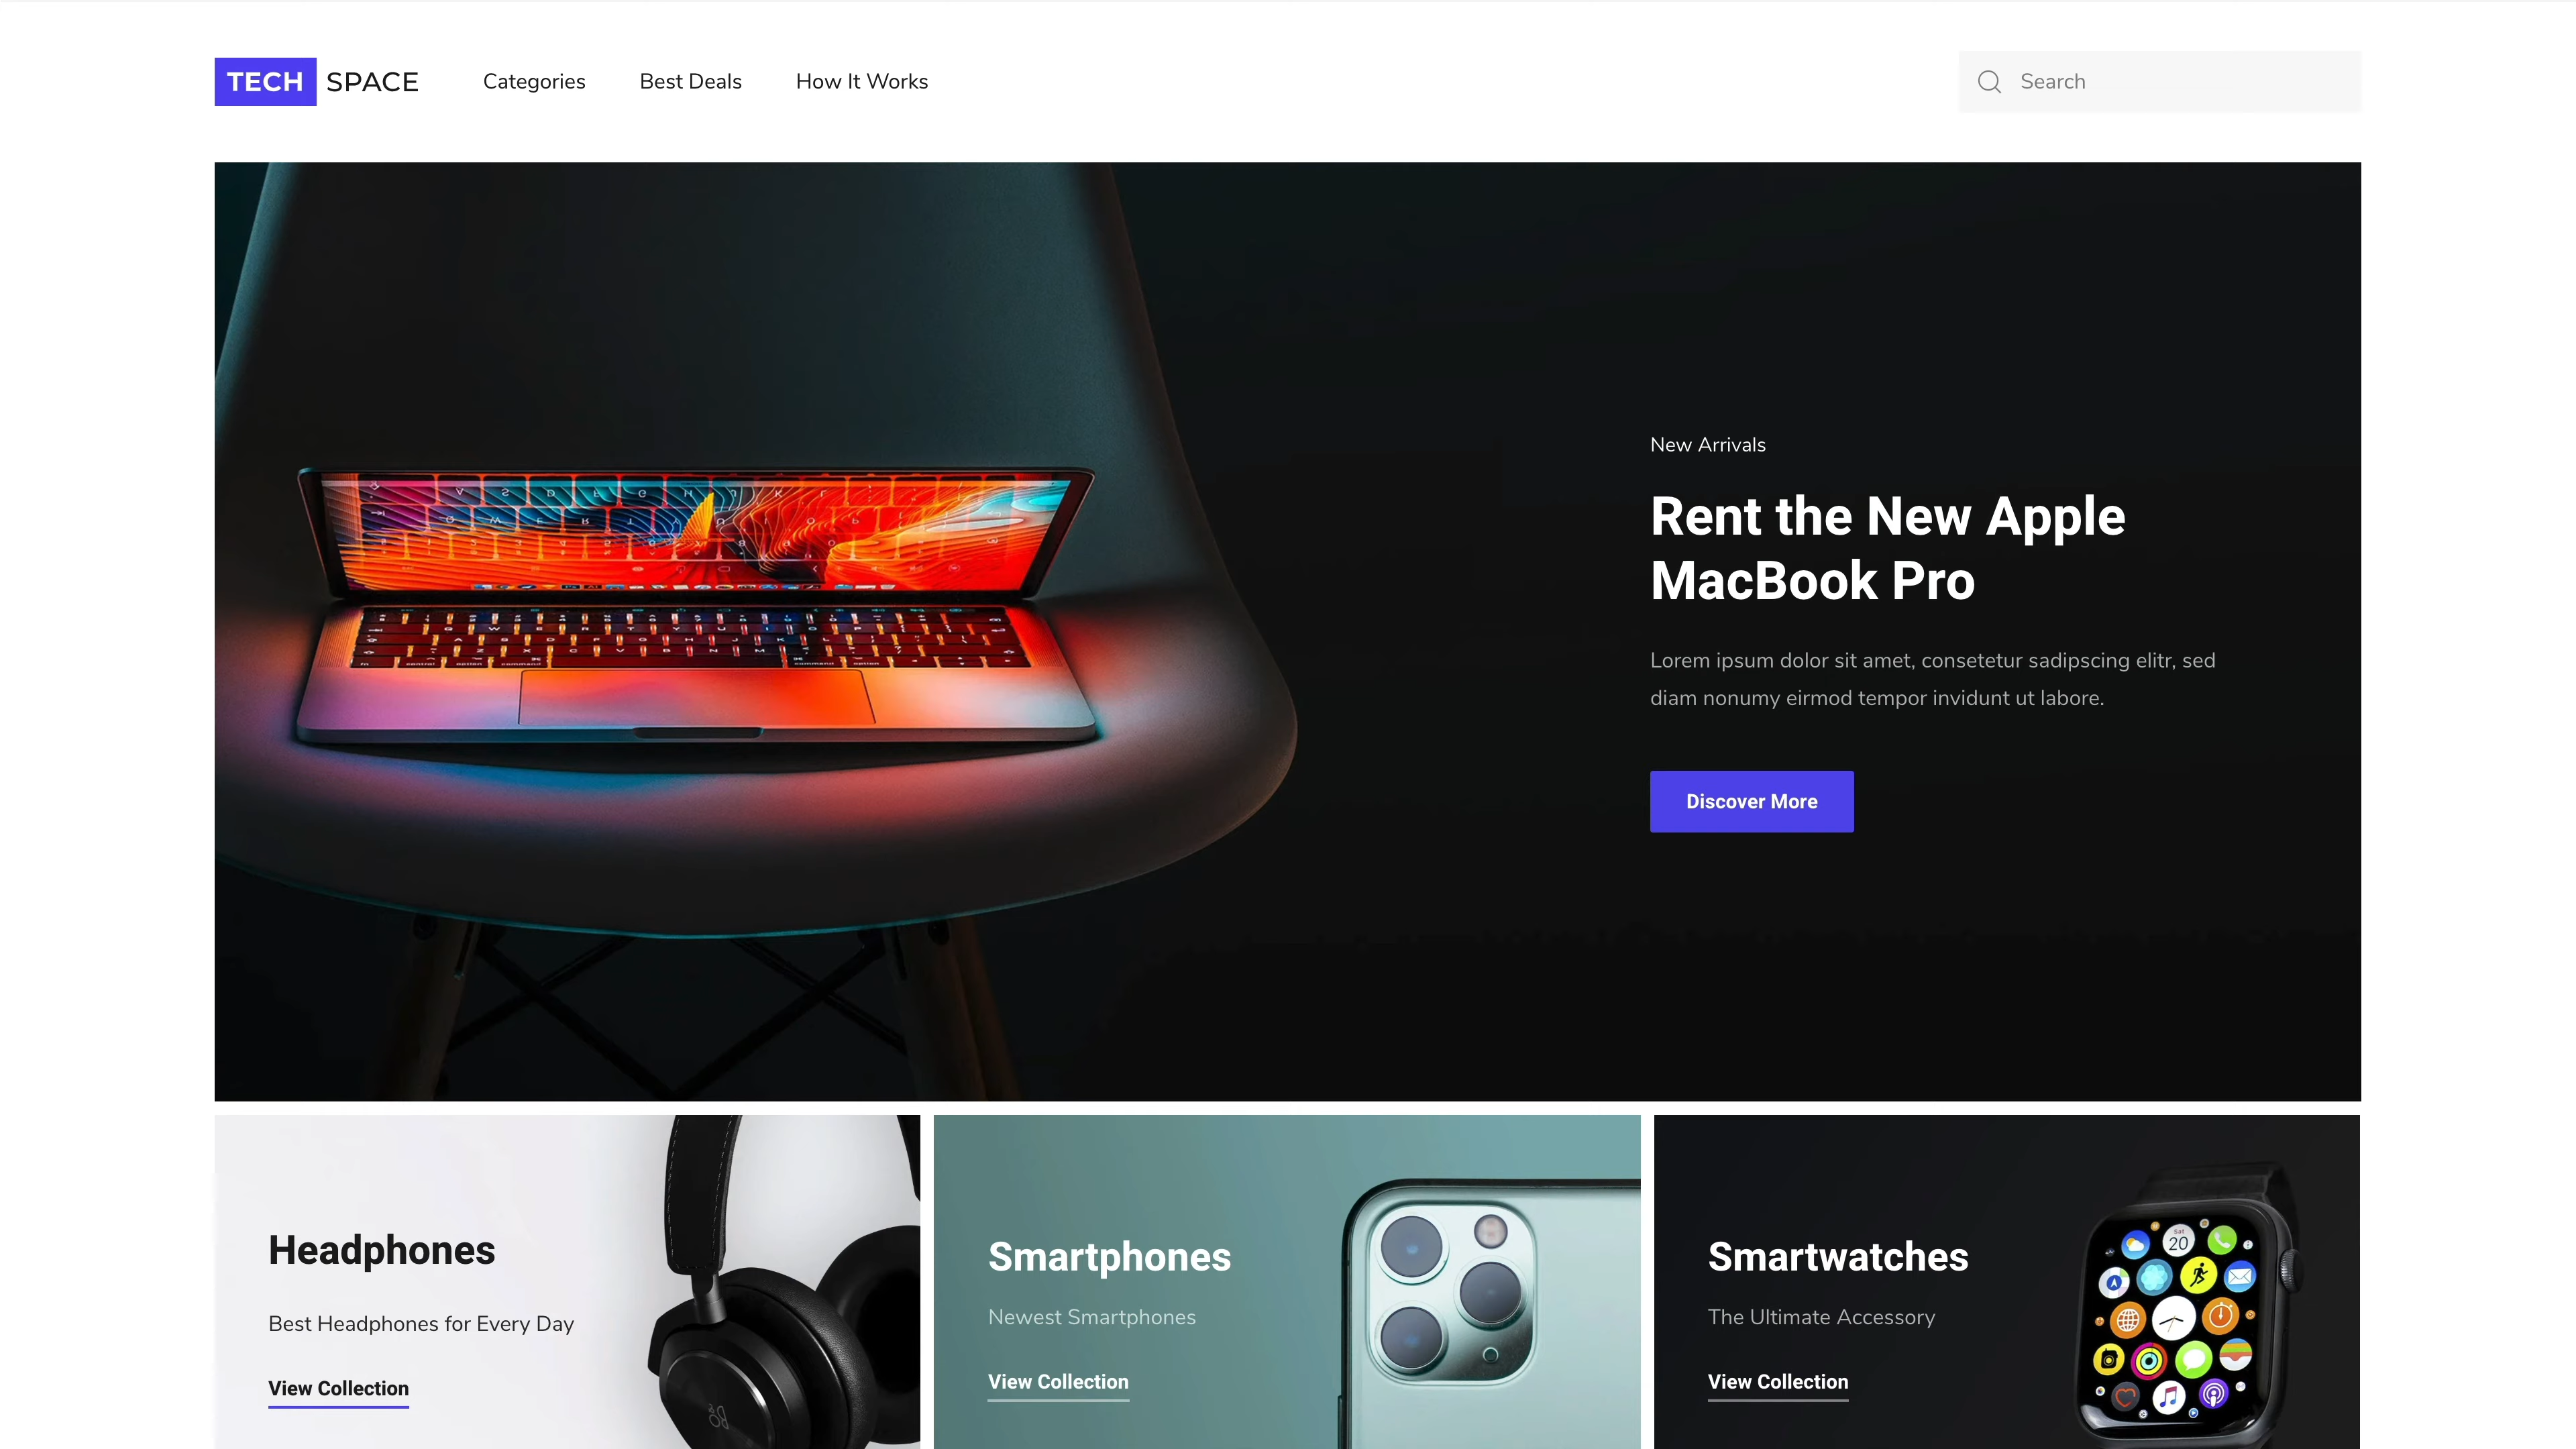 TECH SPACE
Categories
Best Deals
How It Works
Search
New Arrivals
Rent the New Apple
MacBook Pro
Lorem ipsum dolor sit amet, consetetur sadipscing elitr, sed
diam nonumy eirmod tempor invidunt ut labore.
Discover More
Headphones
Best Headphones for Every Day
View Collection
Smartphones
Newest Smartphones
View Collection
Smartwatches
The Ultimate Accessory
View Collection
Sat
20